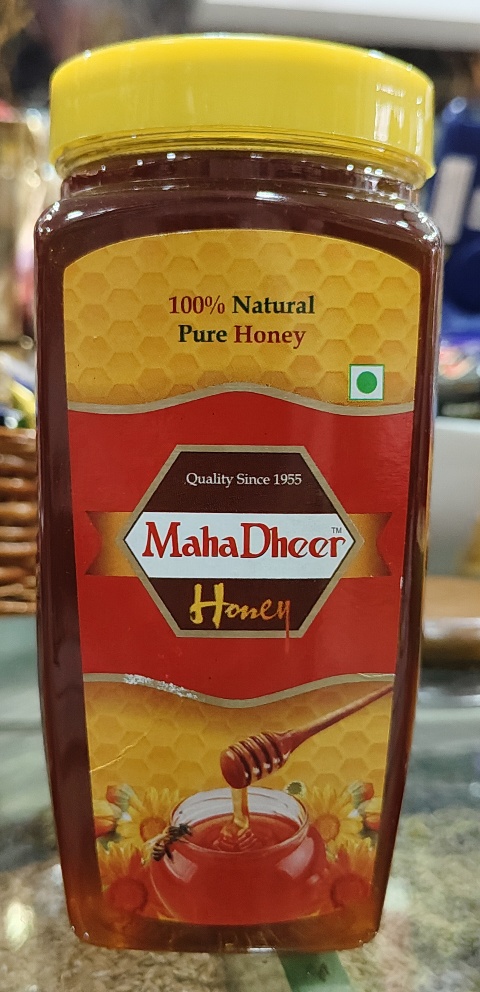 100% Natural
Pure Honey
Quality Since 1955
MahaDheer™
Honey